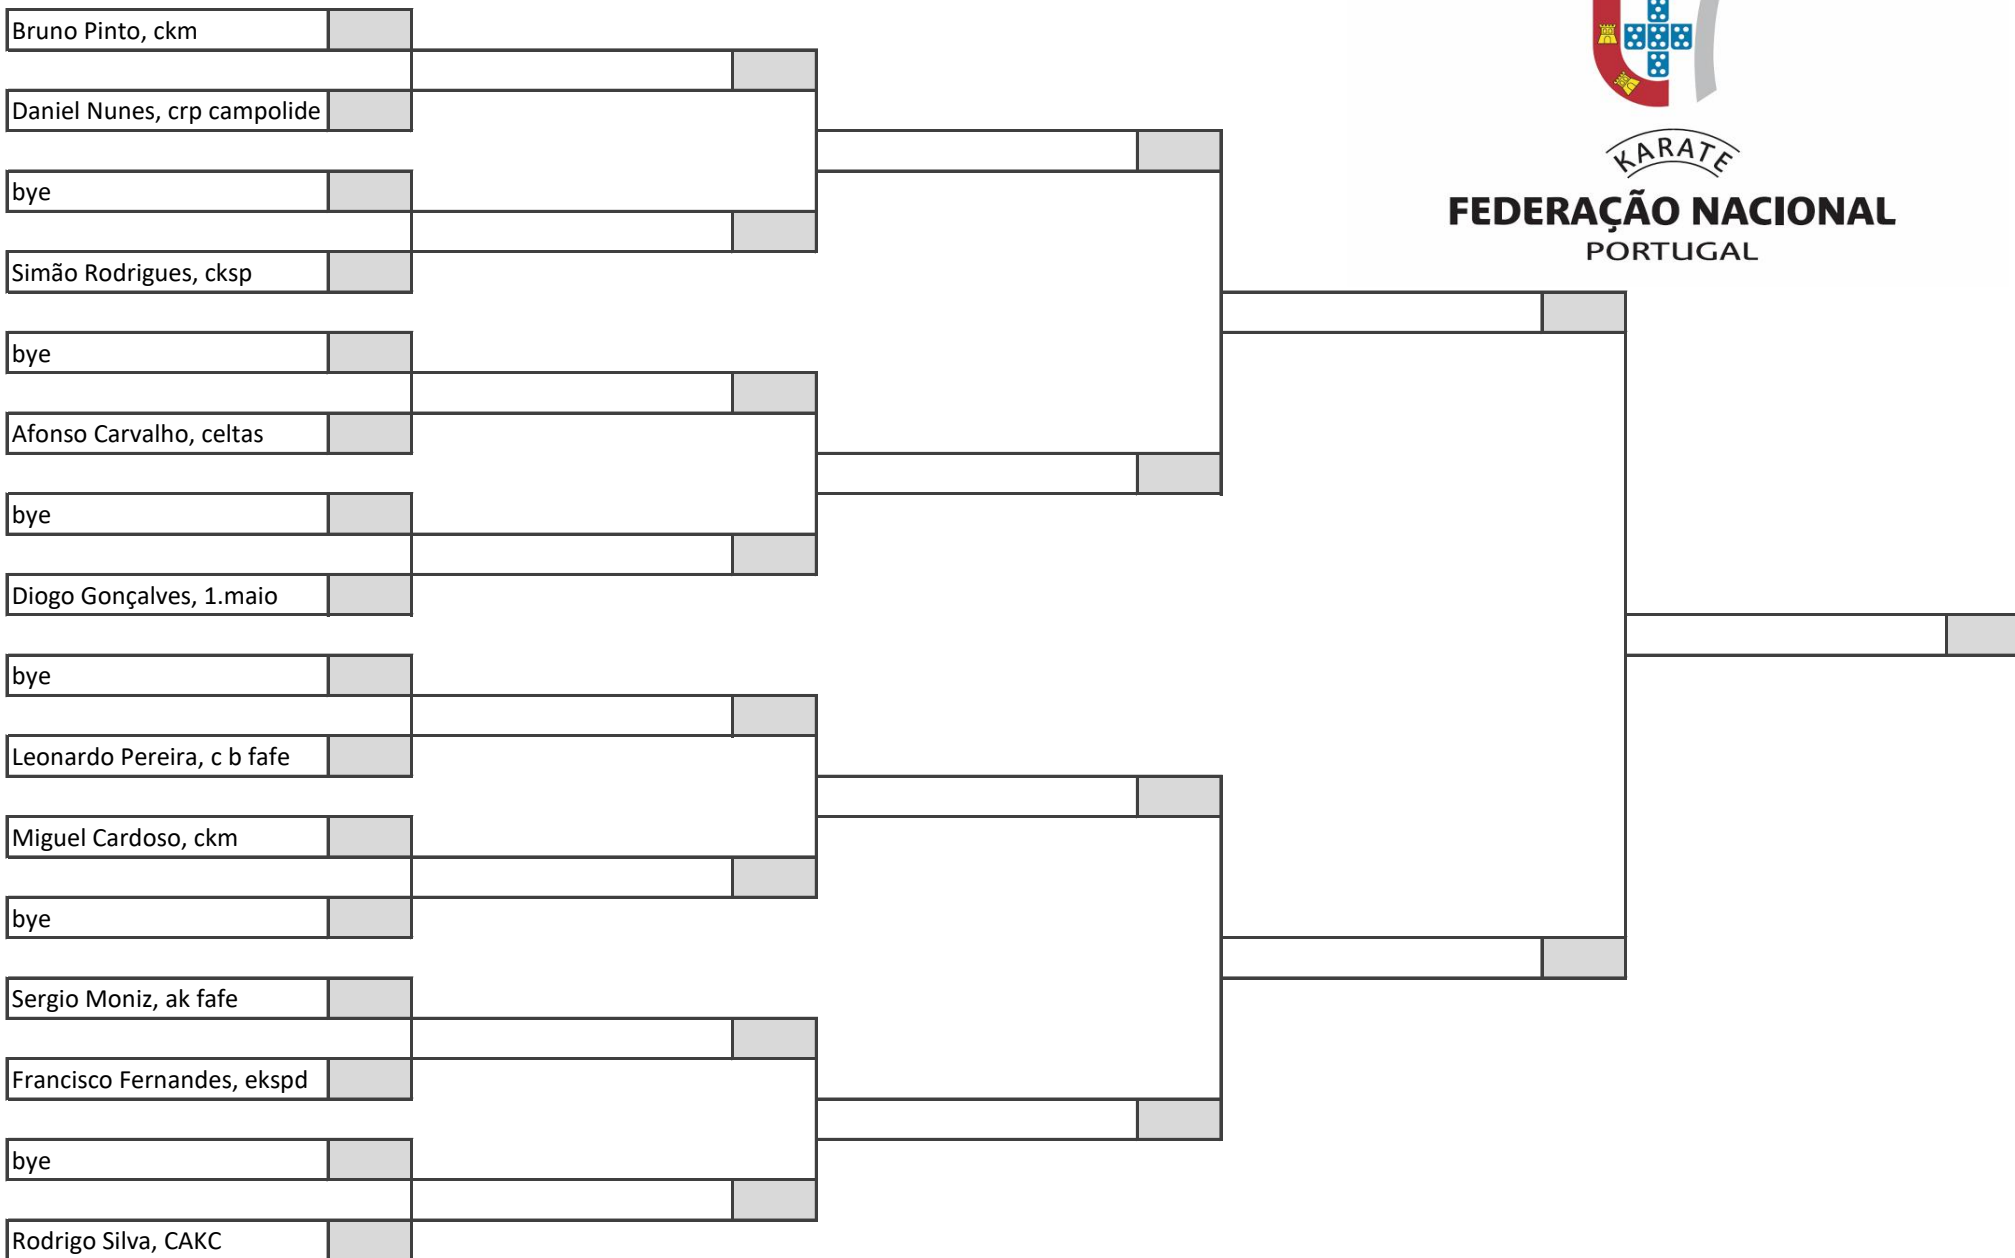 Bruno Pinto, ckm
Daniel Nunes, crp campolide
bye
Simão Rodrigues, cksp
bye
Afonso Carvalho, celtas
bye
Diogo Gonçalves, 1.maio
bye
Leonardo Pereira, c b fafe
Miguel Cardoso, ckm
bye
Sergio Moniz, ak fafe
Francisco Fernandes, ekspd
bye
Rodrigo Silva, CAKC
KARATE
FEDERAÇÃO NACIONAL
PORTUGAL